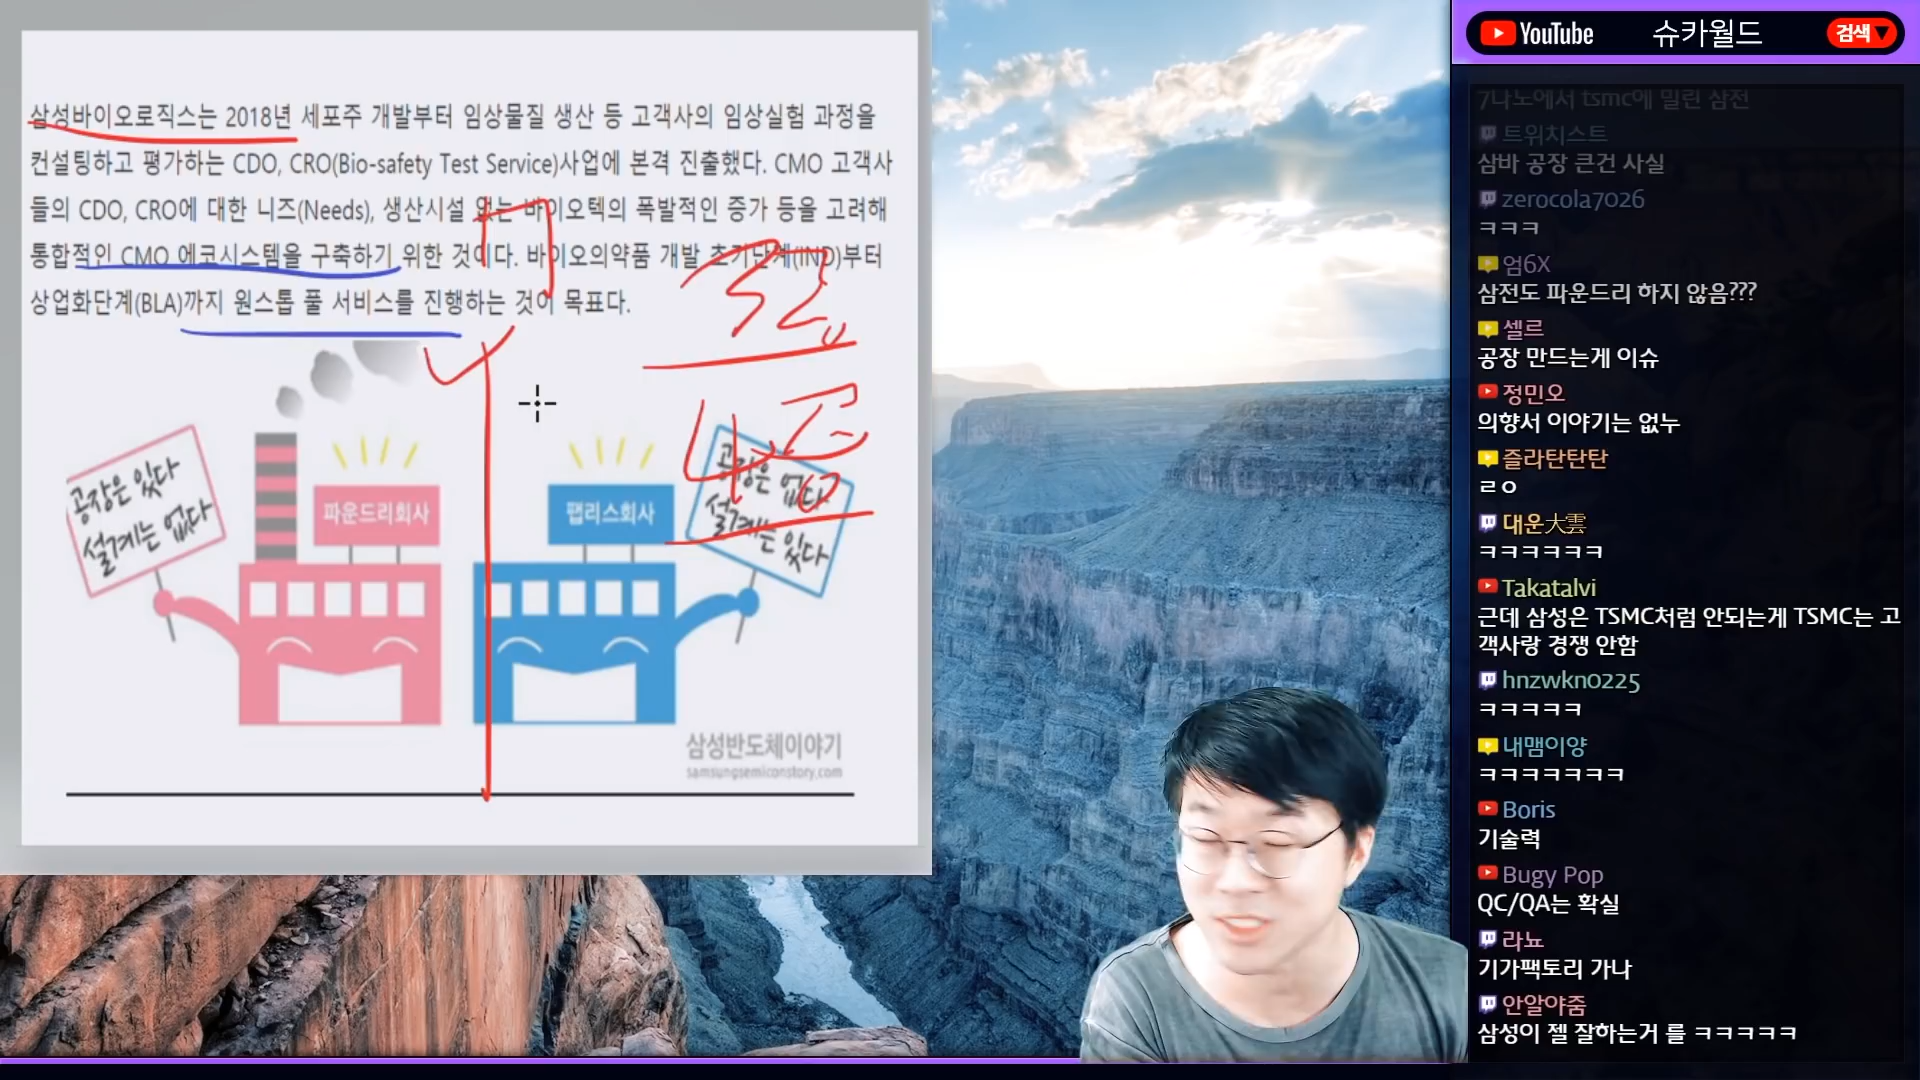 삼성바이오로직스는 2018년 세포주 개발부터 임상물질 생산 등 고객사의 임상실험 과정을
컨설팅하고 평가하는 CDO, CRO(Bio-safety Test Service)사업에 본격 진출했다. CMO 고객사
들의 CDO, CRO에 대한 니즈(Needs), 생산시설 없는 바이오텍의 폭발적인 증가 등을 고려해
통합적인 CMO 에코시스템을 구축하기 위한 것이다. 바이오의약품 개발 초기단계(IND)부터
상업화단계(BLA)까지 원스톱 풀 서비스를 진행하는 것이 목표다.
공장은 있다
설계는 없다
파운드리회사
팹리스회사
공장은 없다
설계는 있다
삼성반도체이야기
samsungsemiconstory.com
YouTube 슈카월드 검색▼
7나노에서 tsmc에 밀린 삼전
트위치스트
삼바 공장 큰건 사실
zerocola7026
ㅋㅋㅋ
엄6X
삼전도 파운드리 하지 않음???
셀르
공장 만드는게 이슈
정민오
의향서 이야기는 없누
즐라탄탄탄
ㄹㅇ
대운大雲
ㅋㅋㅋㅋㅋㅋ
Takatalvi
근데 삼성은 TSMC처럼 안되는게 TSMC는 고
객사랑 경쟁 안함
hnzwkn0225
ㅋㅋㅋㅋㅋ
내맴이양
ㅋㅋㅋㅋㅋㅋㅋ
Boris
기술력
Bugy Pop
QC/QA는 확실
라뇨
기가팩토리 가나
안알야줌
삼성이 젤 잘하는거 를 ㅋㅋㅋㅋㅋ